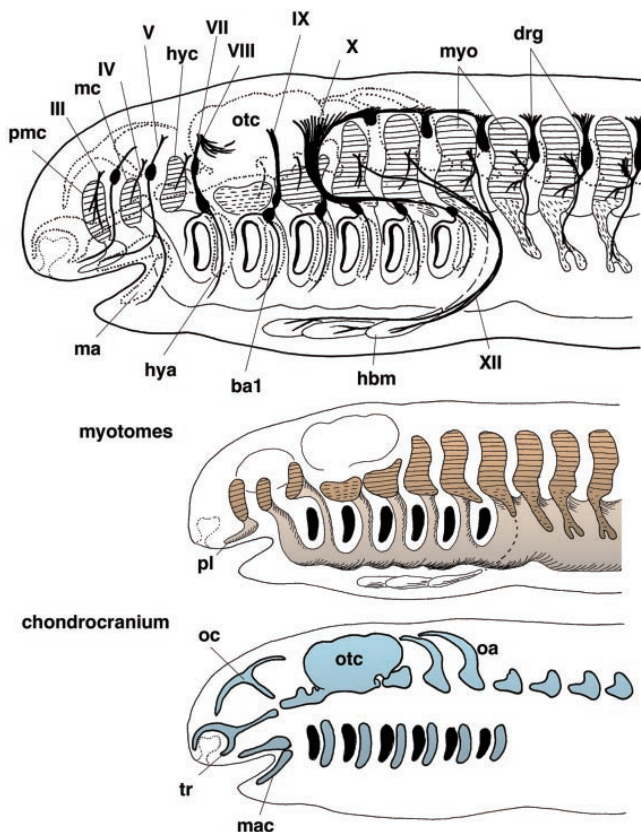 IX
VII
V
VIII
X
drg
IV
hyc
myo
mc
III
otc
pmc
ma
XII
hya
ba1
hbm
myotomes
pl
chondrocranium
oc
otc
oa
tr
mac